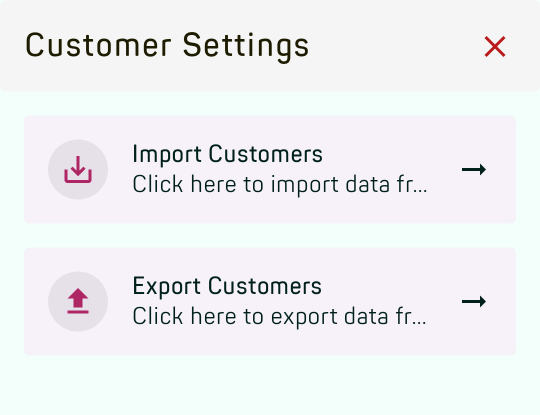 Customer Settings
Import Customers
Click here to import data fr...
Export Customers
Click here to export data fr...